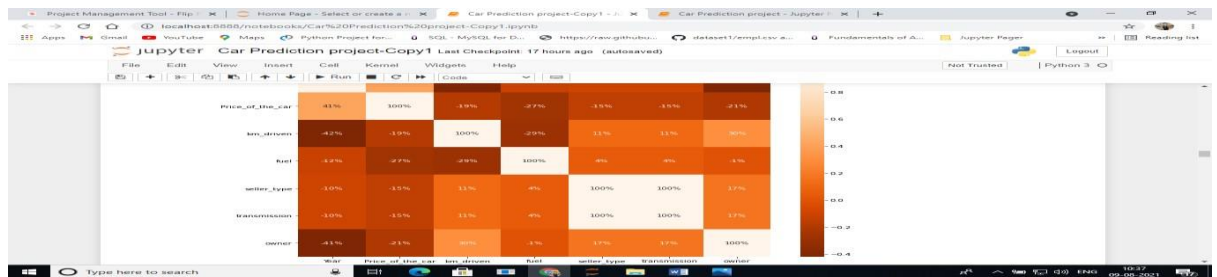 Project Management Tool - Flip
Home Page - Select or create a
Car Prediction project-Copy1 - J
Car Prediction project - Jupyter
localhost:8888/notebooks/Car%20Prediction%20project-Copy1.ipynb
Apps Gmail YouTube Maps Python Project for... SQL - MySQL for D... https://raw.githubu... dataset1/empl.csv a... Fundamentals of A... Jupyter Pager Reading list
jupyter Car Prediction project-Copy1 Last Checkpoint: 17 hours ago (autosaved) Logout
File Edit View Insert Cell Kernel Widgets Help Not Trusted Python 3
Run Code
0.8
Price_of_the_car 41% 100% -19% -27% -15% -15% -21%
0.6
km_driven -42% -19% 100% -29% 11% 11% 30%
0.4
fuel -12% -27% -29% 100% 4% 4% -1%
0.2
seller_type -10% -15% 11% 4% 100% 100% 17%
0.0
transmission -10% -15% 11% 4% 100% 100% 17%
-0.2
owner -41% -21% 30% -1% 17% 17% 100%
-0.4
Year Price_of_the_car km_driven fuel seller_type transmission owner
Type here to search ENG 10:37
09-08-2021